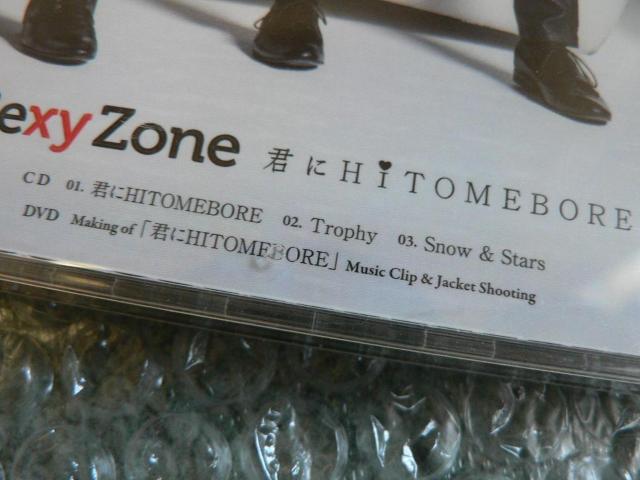 exy Zone 君にHiTOMEBORE
CD 01. 君にHITOMEBORE 02. Trophy 03. Snow & Stars
DVD Making of「君にHITOMEBORE」Music Clip & Jacket Shooting